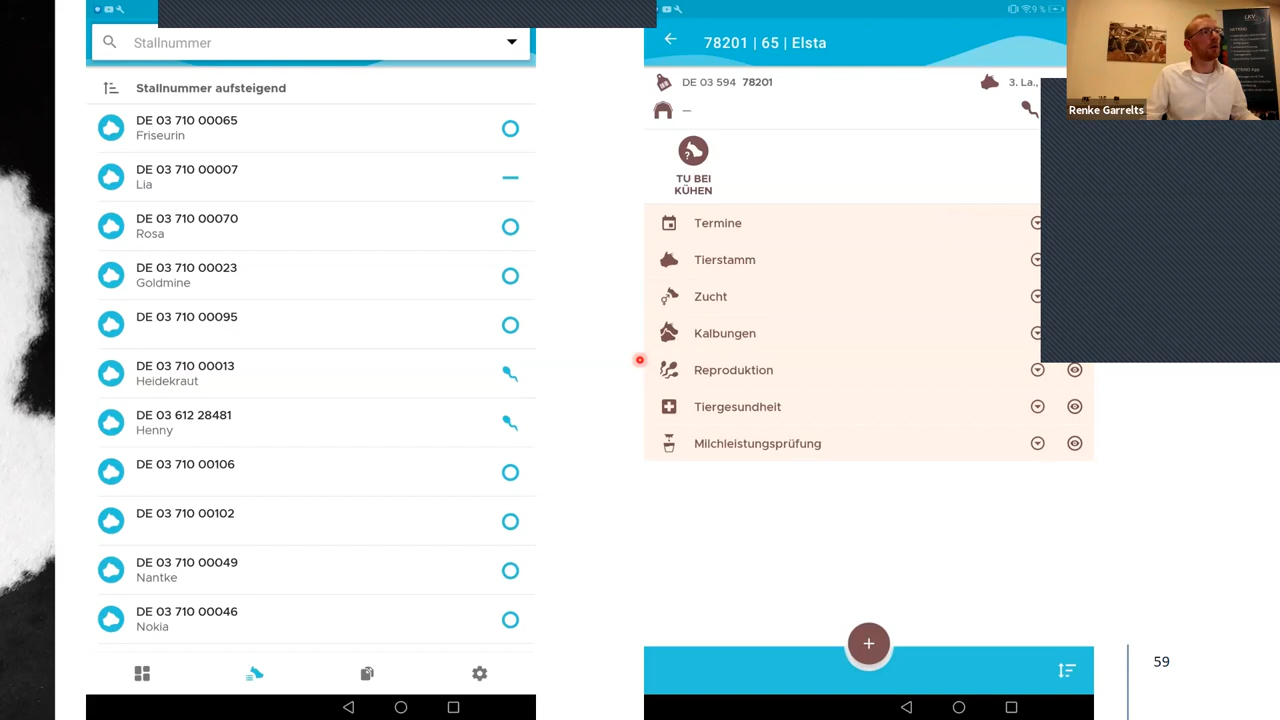 Stallnummer
Stallnummer aufsteigend
DE 03 710 00065
Friseurin
DE 03 710 00007
Lia
DE 03 710 00070
Rosa
DE 03 710 00023
Goldmine
DE 03 710 00095
DE 03 710 00013
Heidekraut
DE 03 612 28481
Henny
DE 03 710 00106
DE 03 710 00102
DE 03 710 00049
Nantke
DE 03 710 00046
Nokia
9 %
78201 | 65 | Elsta
DE 03 594 78201
3. La.,
–
TU BEI
KÜHEN
Termine
Tierstamm
Zucht
Kalbungen
Reproduktion
Tiergesundheit
Milchleistungsprüfung
LKV
Renke Garrelts
59